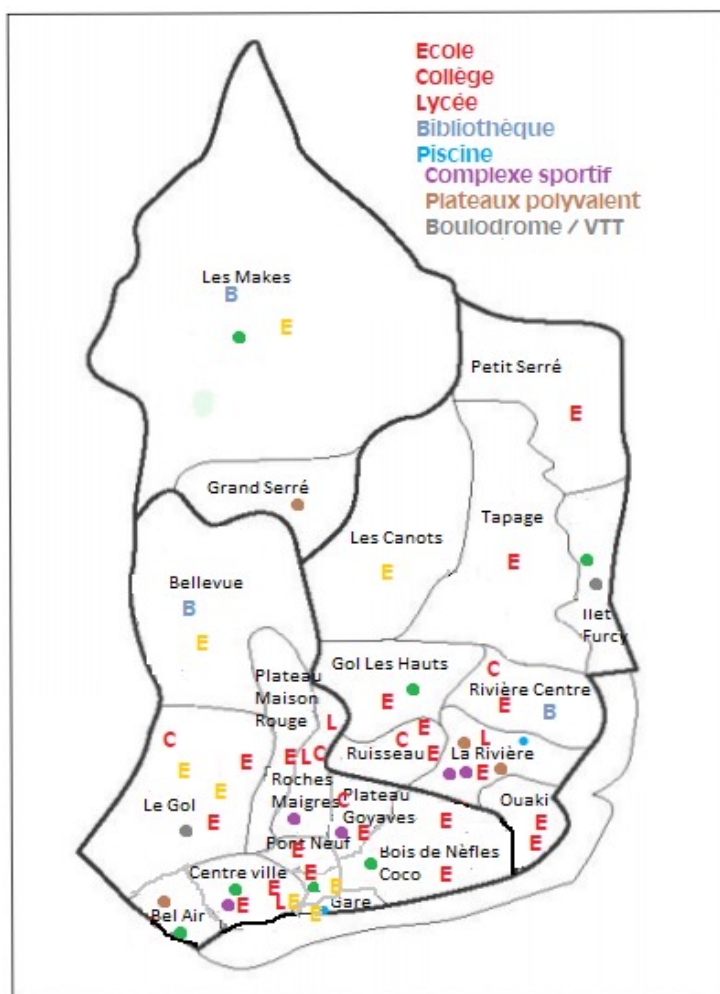 Ecole
Collège
Lycée
Bibliothèque
Piscine
Complexe sportif
Plateaux polyvalent
Boulodrome / VTT
Les Makes
B
E
Petit Serré
E
Grand Serré
Les Canots
E
Tapage
E
Ilet
Furcy
Bellevue
B
E
Plateau
Maison
Rouge
L
Gol Les Hauts
E
C
Rivière Centre
E
B
C
E
E
E
Le Gol
E
E L C
Roches
Maigres
E
C
Ruisseau
E
L
La Rivière
E
Ouaki
E
E
C
Plateau
Goyaves
E
E
Bois de Nèfles
Coco
E
Pont Neuf
E
E
Centre ville
E
E
L
E
E
E
Gare
Bel Air